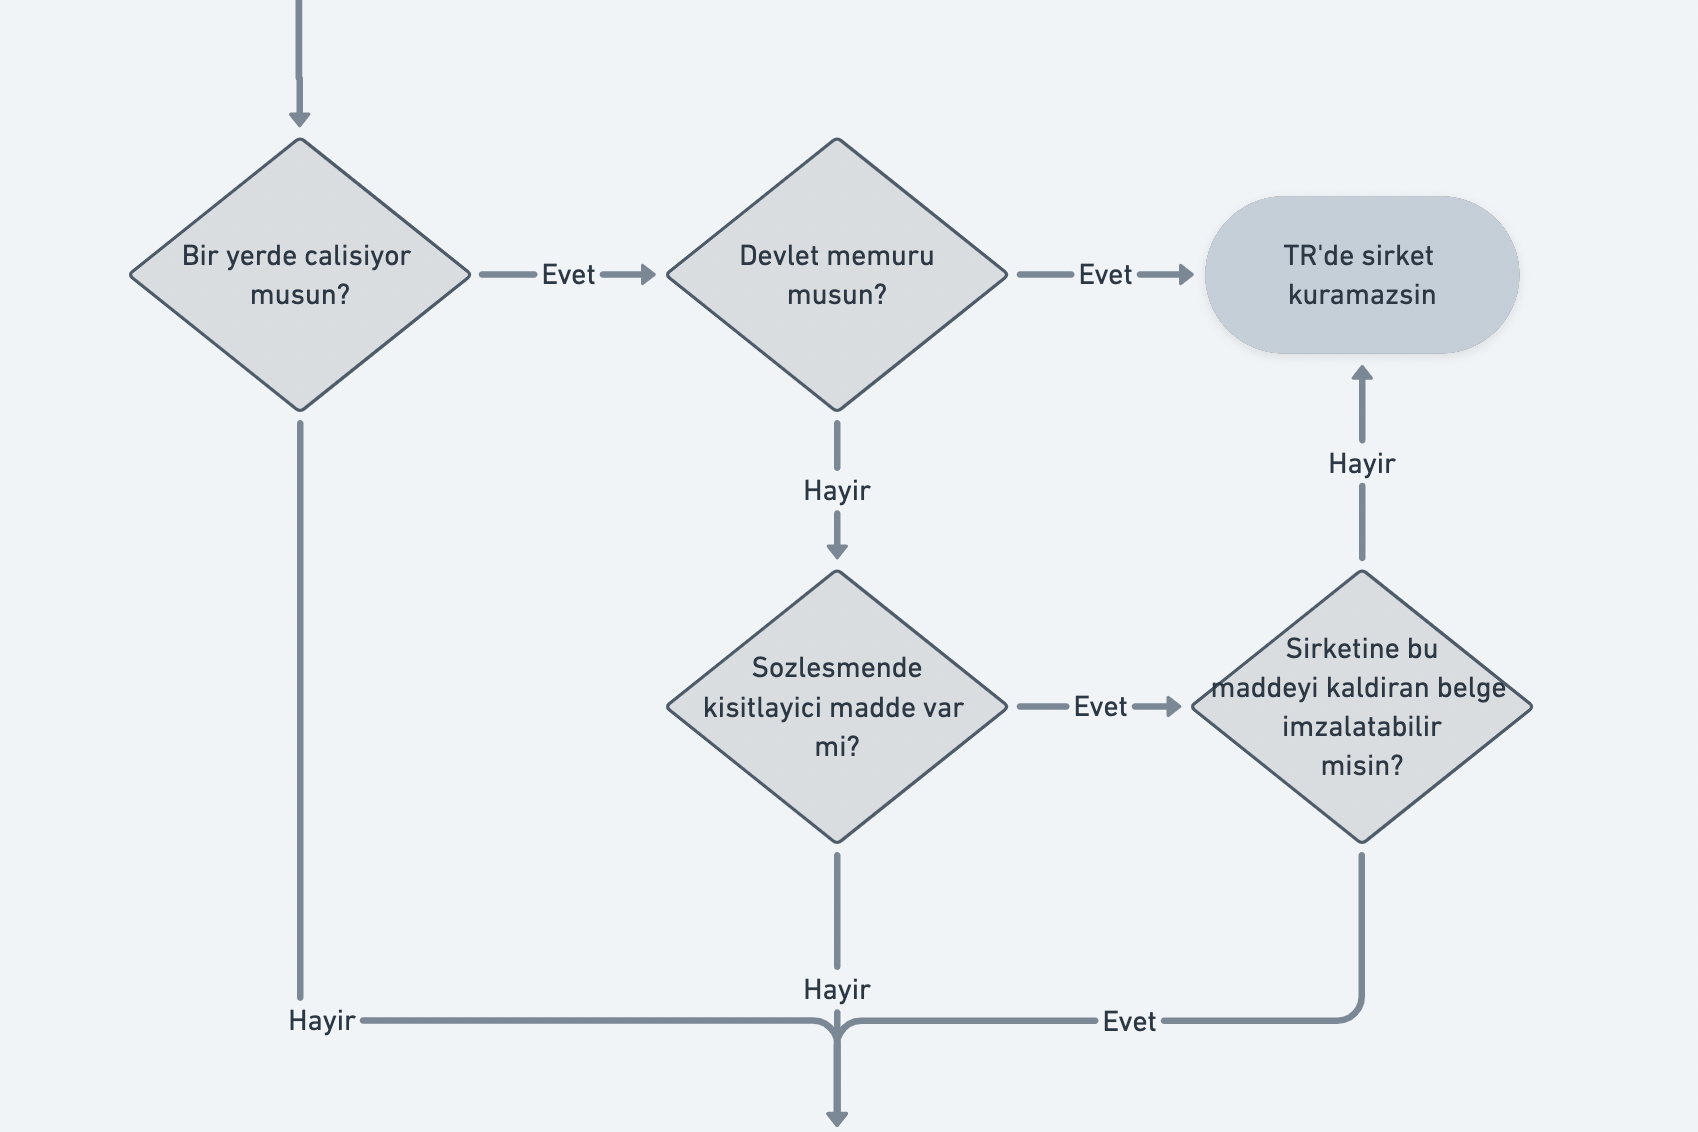 Bir yerde calisiyor
musun?
Evet
Devlet memuru
musun?
Evet
TR'de sirket
kuramazsin
Hayir
Hayir
Sozlesmende
kisitlayici madde var
mi?
Evet
Sirketine bu
maddeyi kaldiran belge
imzalatabilir
misin?
Hayir
Hayir
Evet